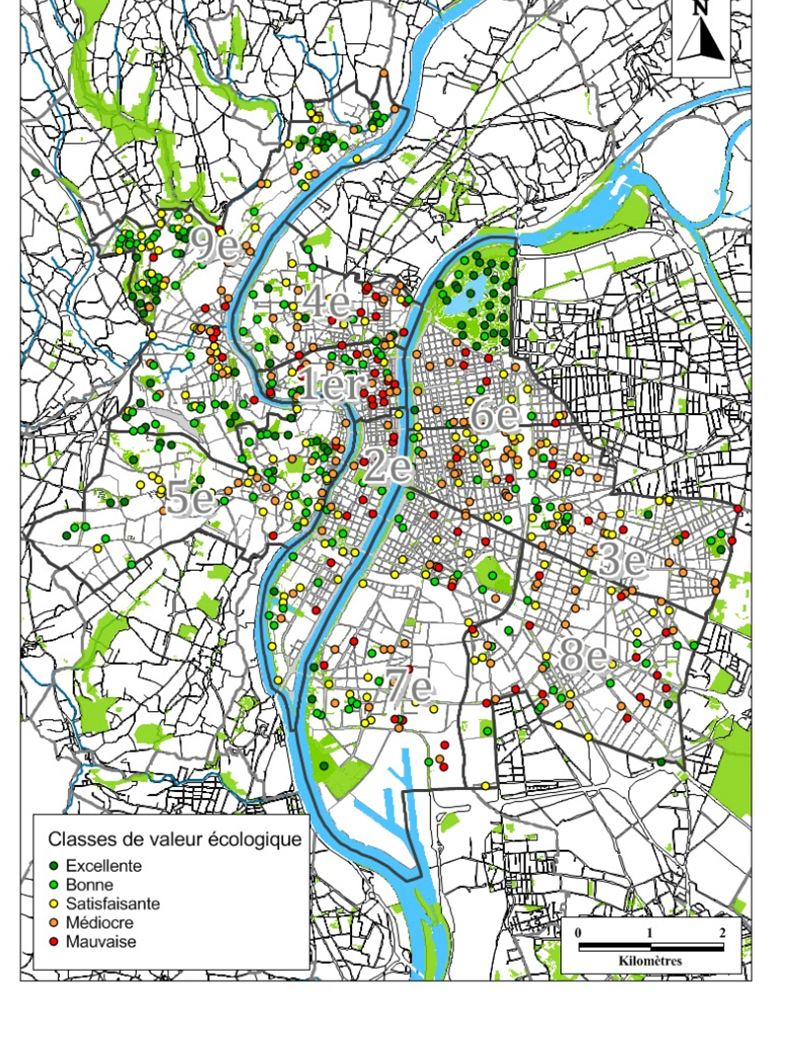 N
9e
4e
1er
6e
2e
5e
3e
8e
7e
Classes de valeur écologique
Excellente
Bonne
Satisfaisante
Médiocre
Mauvaise
0 1 2
Kilomètres